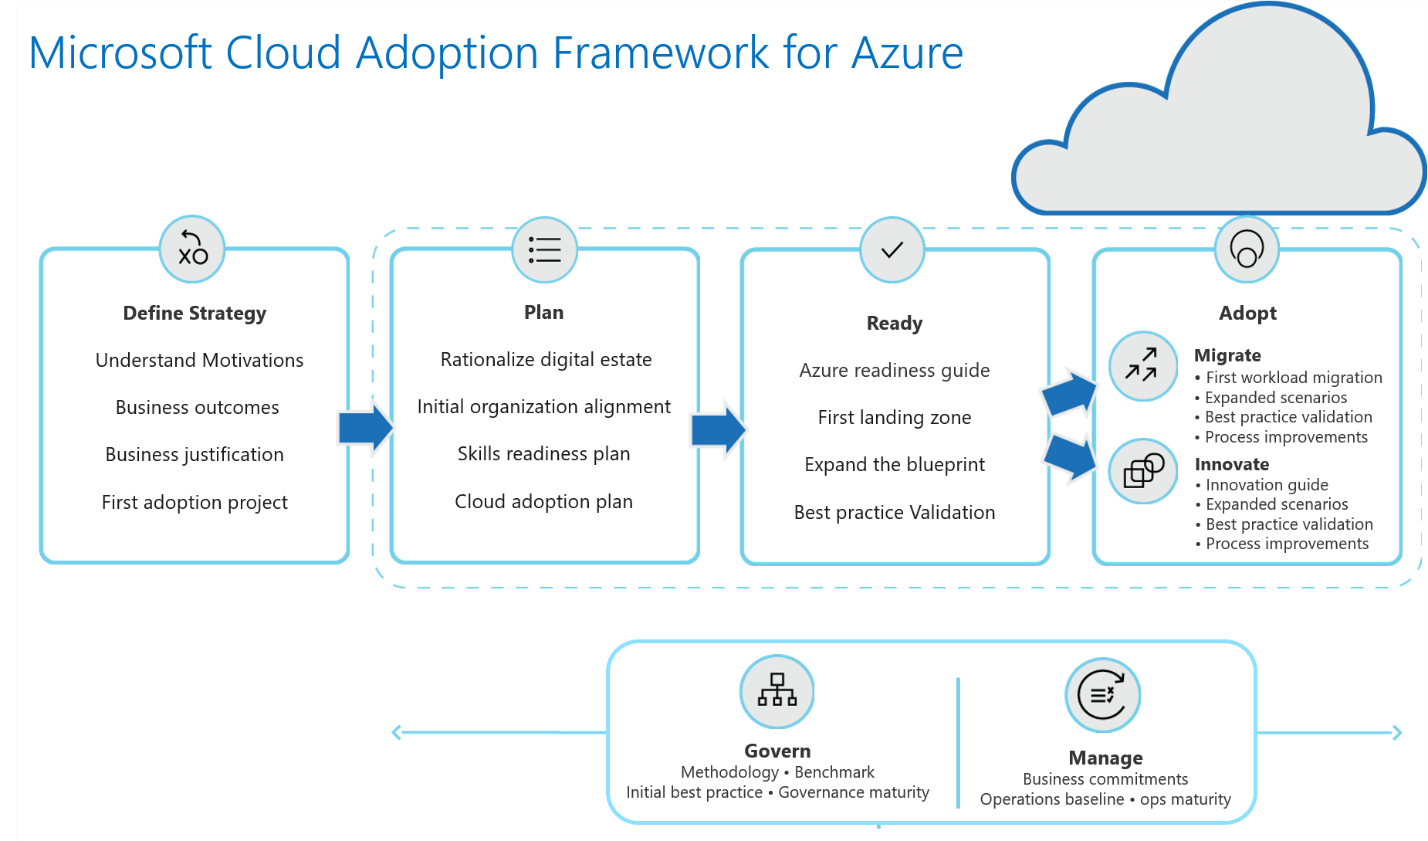 Microsoft Cloud Adoption Framework for Azure
Define Strategy
Understand Motivations
Business outcomes
Business justification
First adoption project
Plan
Rationalize digital estate
Initial organization alignment
Skills readiness plan
Cloud adoption plan
Ready
Azure readiness guide
First landing zone
Expand the blueprint
Best practice Validation
Adopt
Migrate
• First workload migration
• Expanded scenarios
• Best practice validation
• Process improvements
Innovate
• Innovation guide
• Expanded scenarios
• Best practice validation
• Process improvements
Govern
Methodology • Benchmark
Initial best practice • Governance maturity
Manage
Business commitments
Operations baseline • ops maturity